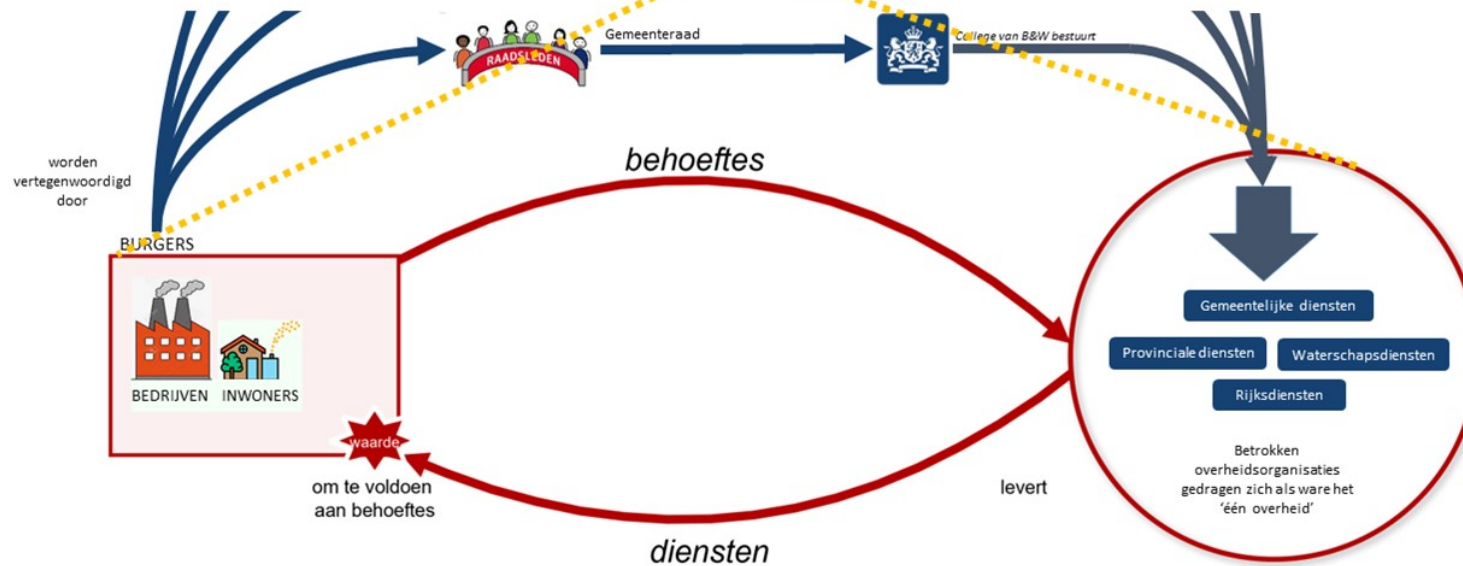 Gemeenteraad
College van B&W bestuurt
RAADSLEDEN
worden
vertegenwoordigd
door
behoeftes
BURGERS
BEDRIJVEN
INWONERS
waarde
om te voldoen
aan behoeftes
diensten
levert
Gemeentelijke diensten
Provinciale diensten
Waterschapsdiensten
Rijksdiensten
Betrokken
overheidsorganisaties
gedragen zich als ware het
‘één overheid’